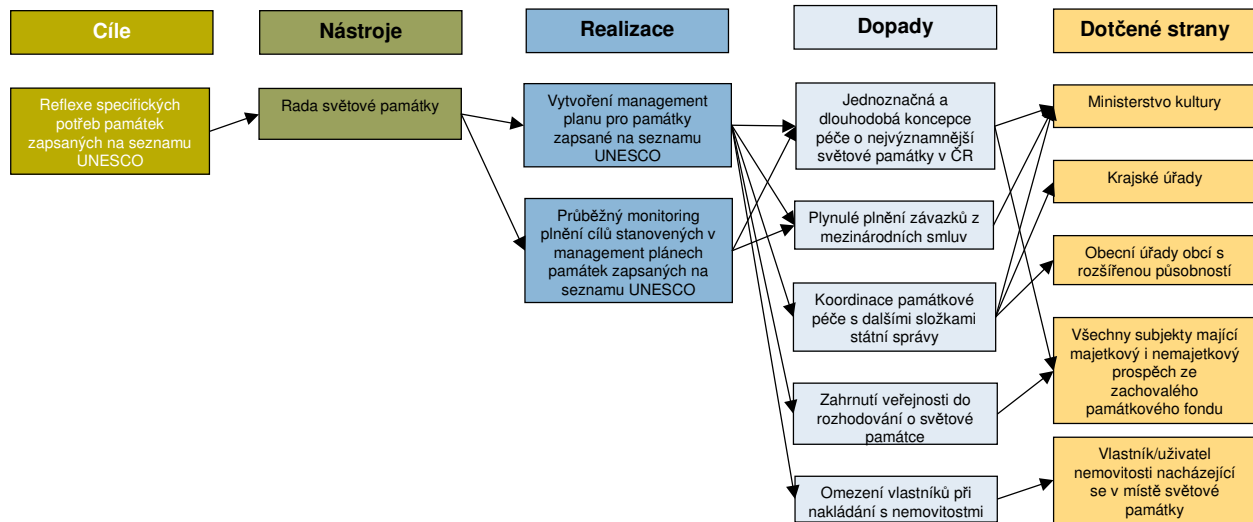 Cíle
Nástroje
Realizace
Dopady
Dotčené strany
Reflexe specifických
potřeb památek
zapsaných na seznamu
UNESCO
Rada světové památky
Vytvoření management
planu pro památky
zapsané na seznamu
UNESCO
Průběžný monitoring
plnění cílů stanovených v
management plánech
památek zapsaných na
seznamu UNESCO
Jednoznačná a
dlouhodobá koncepce
péče o nejvýznamnější
světové památky v ČR
Plynulé plnění závazků z
mezinárodních smluv
Koordinace památkové
péče s dalšími složkami
státní správy
Zahrnutí veřejnosti do
rozhodování o světové
památce
Omezení vlastníků při
nakládání s nemovitostmi
Ministerstvo kultury
Krajské úřady
Obecní úřady obcí s
rozšířenou působností
Všechny subjekty mající
majetkový i nemajetkový
prospěch ze
zachovalého
památkového fondu
Vlastník/uživatel
nemovitosti nacházející
se v místě světové
památky